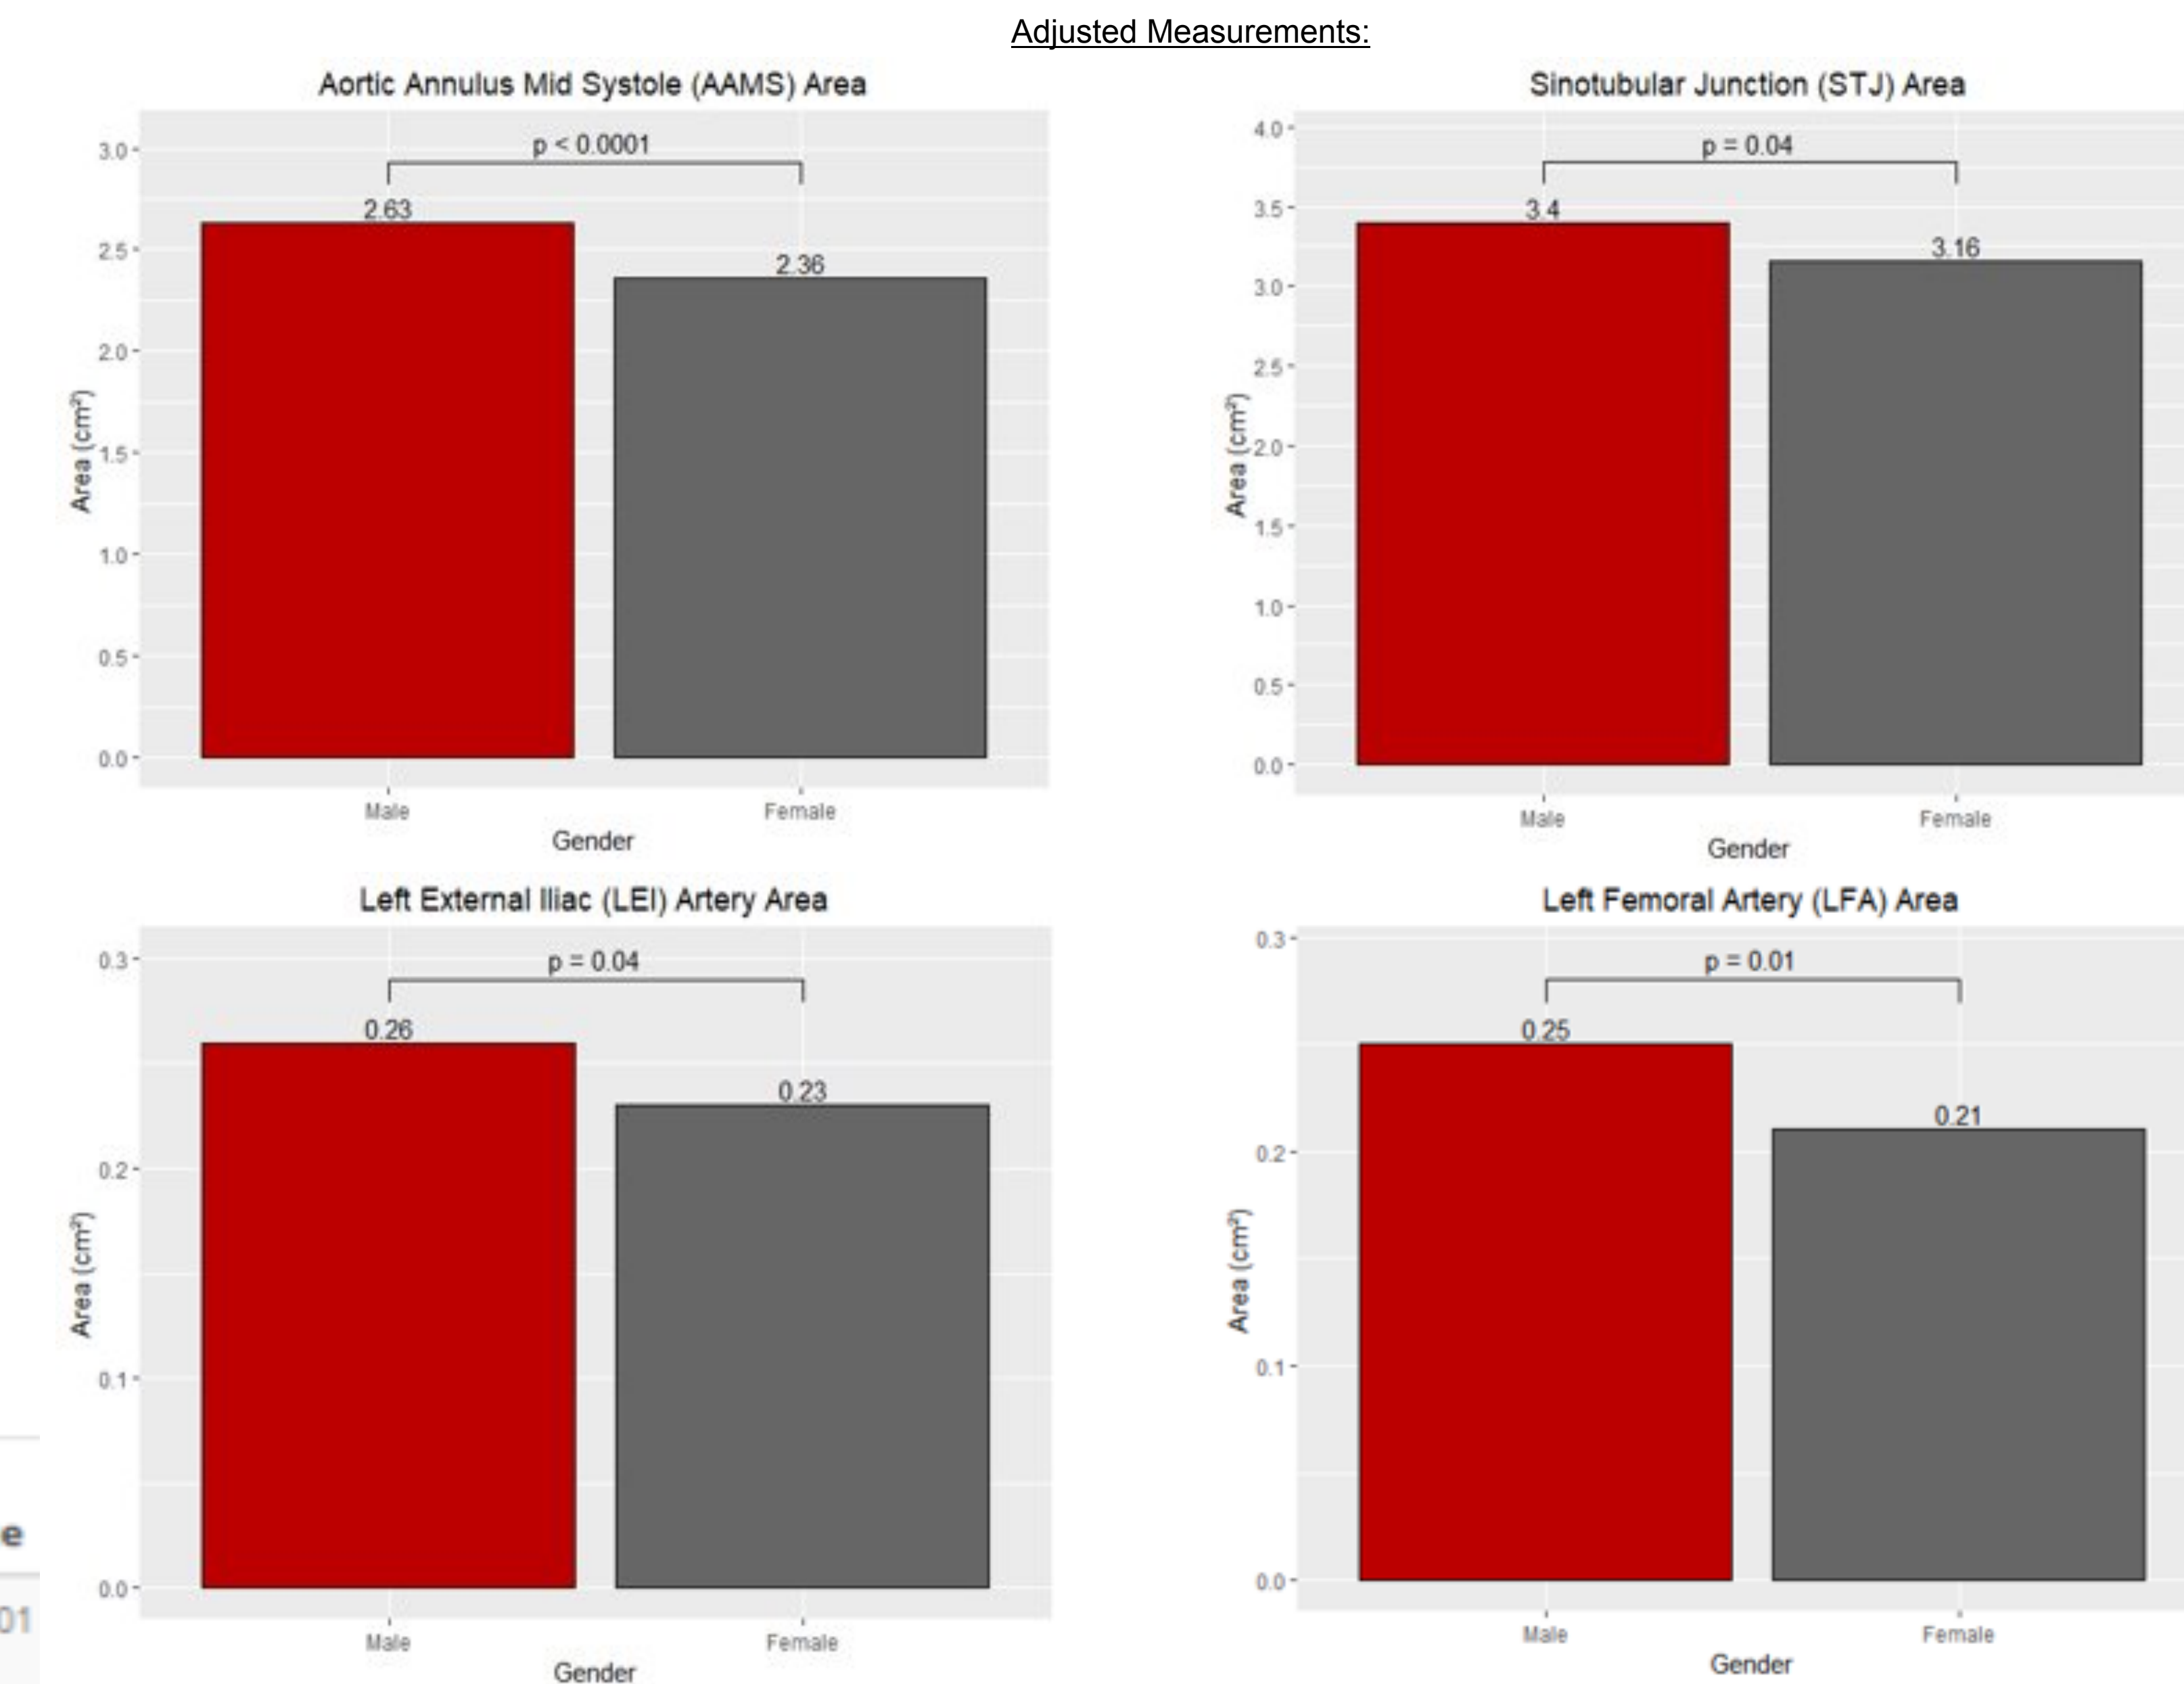 Adjusted Measurements:
Aortic Annulus Mid Systole (AAMS) Area
3.0
2.5
2.0
1.5
1.0
0.5
0.0
Area (cm²)
p < 0.0001
2.63
2.36
Male
Female
Gender
Sinotubular Junction (STJ) Area
4.0
3.5
3.0
2.5
2.0
1.5
1.0
0.5
0.0
Area (cm²)
p = 0.04
3.4
3.16
Male
Female
Gender
Left External Iliac (LEI) Artery Area
0.3
0.2
0.1
0.0
Area (cm²)
p = 0.04
0.26
0.23
Male
Female
Gender
Left Femoral Artery (LFA) Area
0.3
0.2
0.1
0.0
Area (cm²)
p = 0.01
0.25
0.21
Male
Female
Gender
e
01